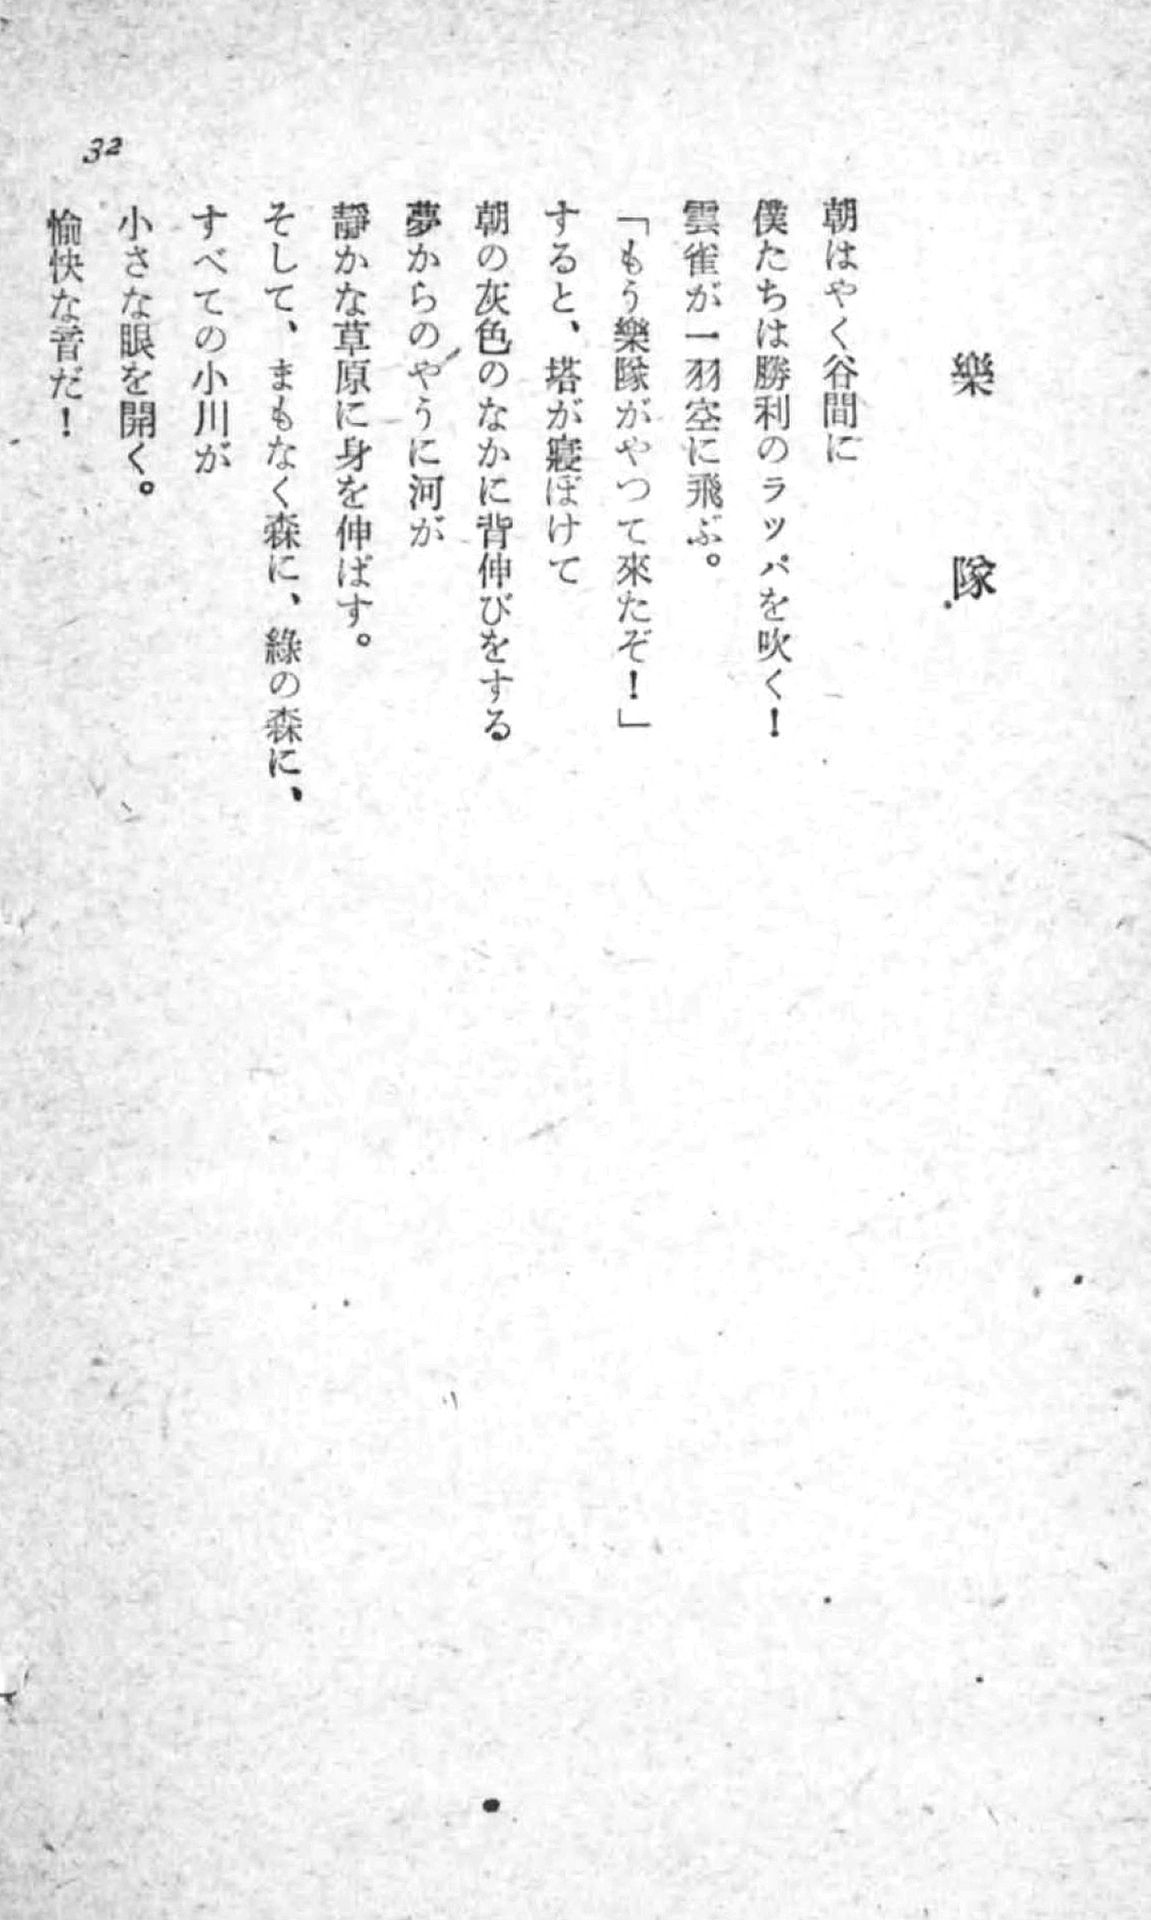 樂隊
朝はやく谷間に
僕たちは勝利のラッパを吹く！
雲雀が一羽空に飛ぶ。
「もう樂隊がやつて來たぞ！」
すると、塔が寢ぼけて
朝の灰色のなかに背伸びをする
夢からのやうに河が
靜かな草原に身を伸ばす。
そして、まもなく森に、綠の森に、
すべての小川が
小さな眼を開く。
愉快な音だ！
32